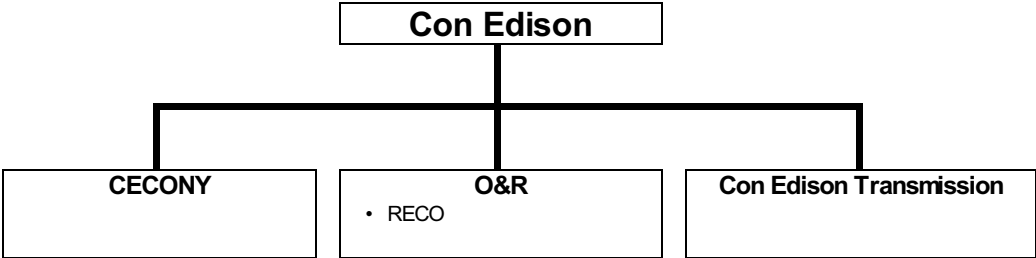 Con Edison
CECONY
O&R
• RECO
Con Edison Transmission